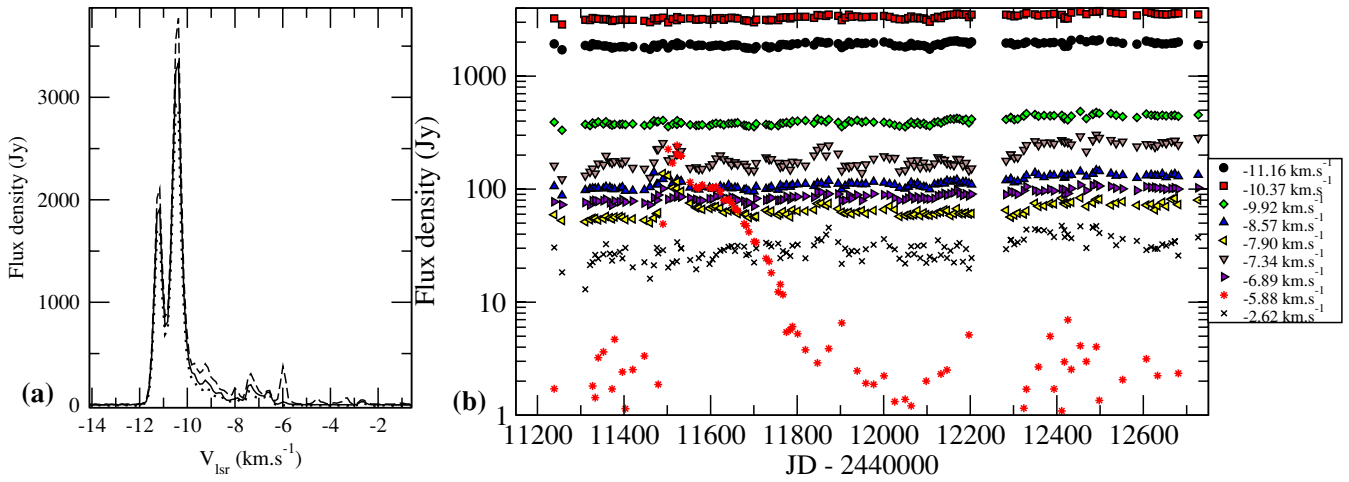 Flux density (Jy)
3000
2000
1000
0
(a)
-14 -12 -10 -8 -6 -4 -2
V_lsr (km.s^-1)
Flux density (Jy)
1000
100
10
1
(b)
11200 11400 11600 11800 12000 12200 12400 12600
JD - 2440000
-11.16 km.s^-1
-10.37 km.s^-1
-9.92 km.s^-1
-8.57 km.s^-1
-7.90 km.s^-1
-7.34 km.s^-1
-6.89 km.s^-1
-5.88 km.s^-1
-2.62 km.s^-1